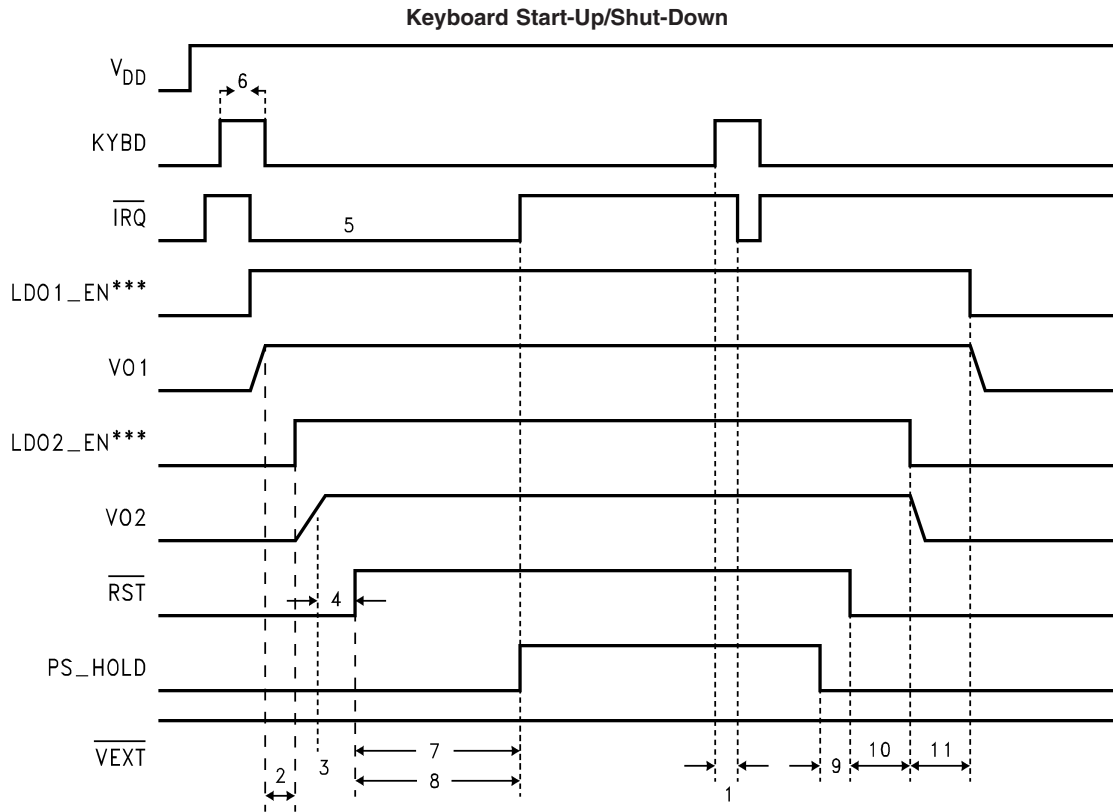 Keyboard Start-Up/Shut-Down
VDD
6
KYBD
IRQ
5
LDO1_EN***
VO1
LDO2_EN***
VO2
RST
4
PS_HOLD
VEXT
2
3
7
8
1
9
10
11